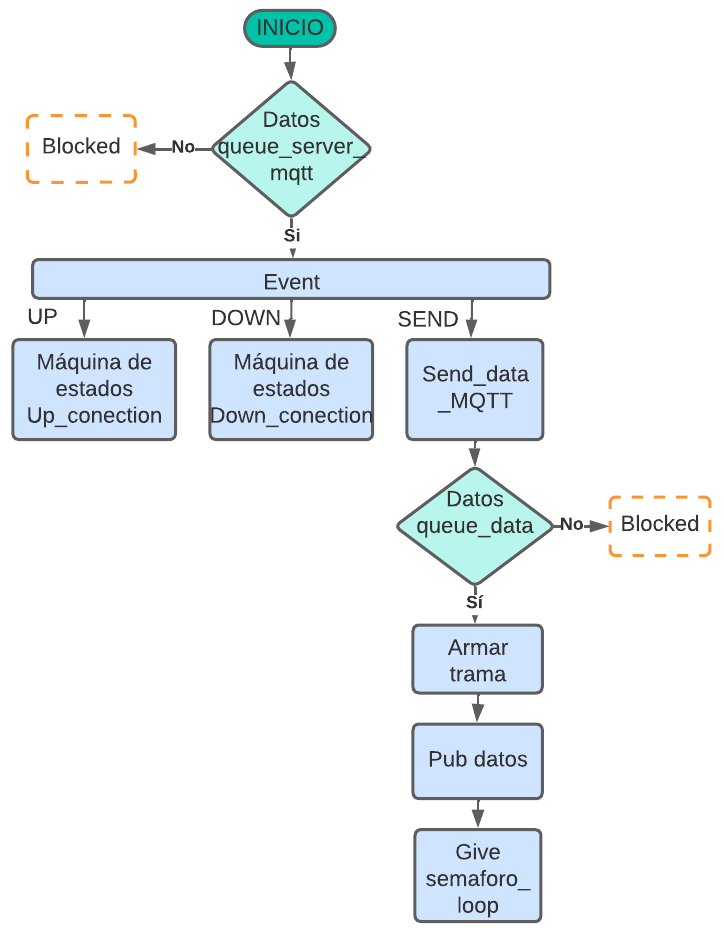 INICIO
Datos
queue_server_
mqtt
No
Blocked
Si
Event
UP
DOWN
SEND
Máquina de
estados
Up_conection
Máquina de
estados
Down_conection
Send_data
_MQTT
Datos
queue_data
No
Blocked
Sí
Armar
trama
Pub datos
Give
semaforo_
loop